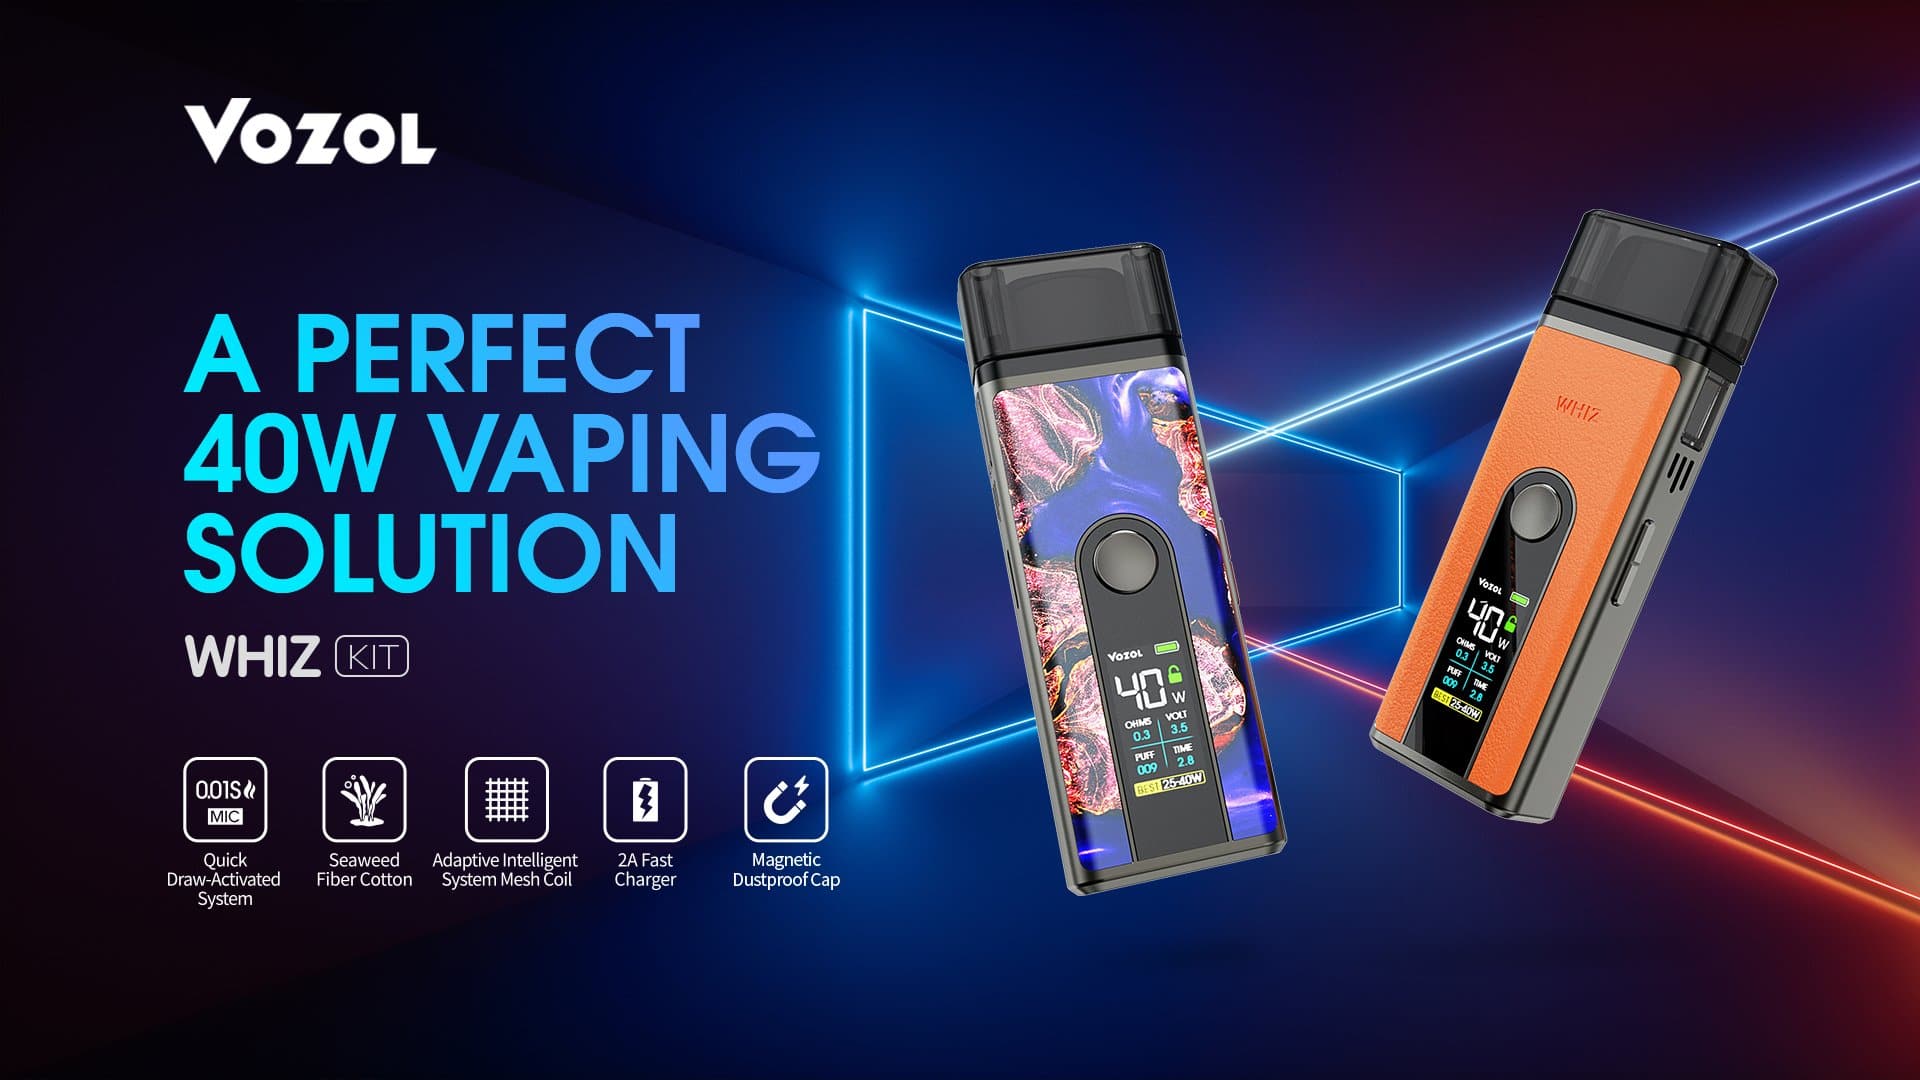 VOZOL
A PERFECT
40W VAPING
SOLUTION
WHIZ KIT
0.01S
MIC
Quick
Draw-Activated
System
Seaweed
Fiber Cotton
Adaptive Intelligent
System Mesh Coil
2A Fast
Charger
Magnetic
Dustproof Cap
VOZOL
40 W
OHMS VOLT
0.3 3.5
PUFF TIME
009 2.8
BEST 25-40W
WHIZ
VOZOL
40 W
OHMS VOLT
0.3 3.5
PUFF TIME
009 2.8
BEST 25-40W